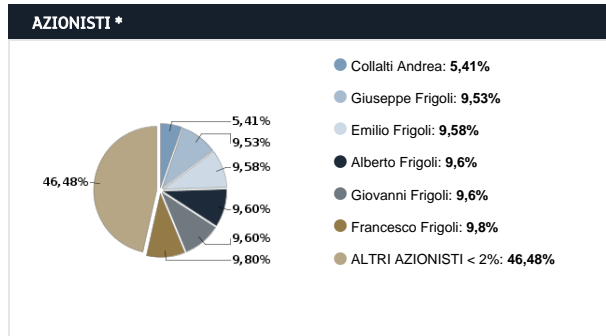 AZIONISTI *
5,41%
9,53%
9,58%
46,48%
9,60%
9,60%
9,80%
Collalti Andrea: 5,41%
Giuseppe Frigoli: 9,53%
Emilio Frigoli: 9,58%
Alberto Frigoli: 9,6%
Giovanni Frigoli: 9,6%
Francesco Frigoli: 9,8%
ALTRI AZIONISTI < 2%: 46,48%